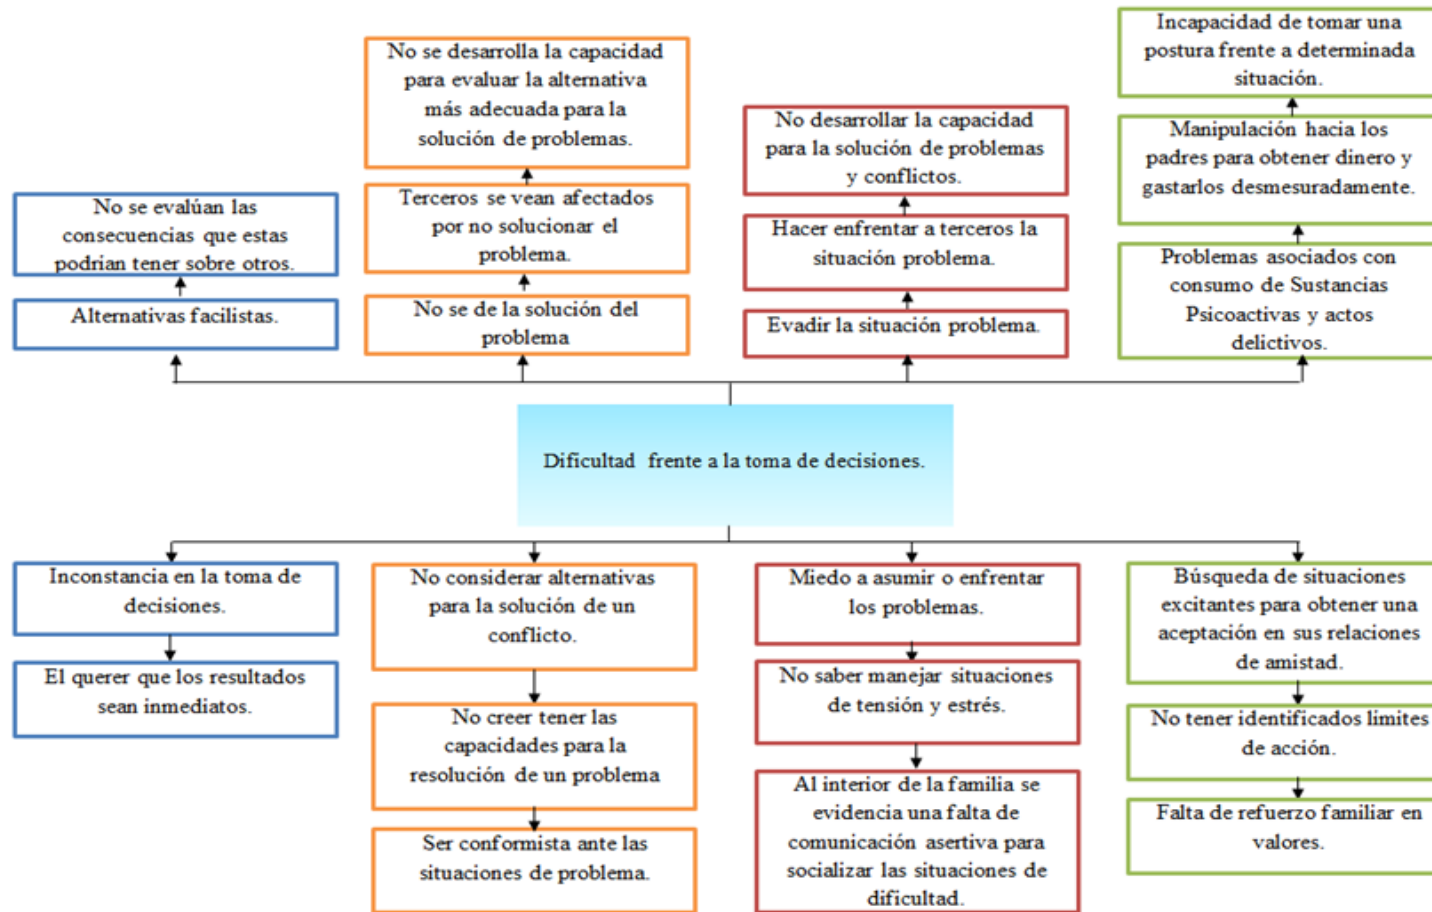 Incapacidad de tomar una
postura frente a determinada
situación.
No se desarrolla la capacidad
para evaluar la alternativa
más adecuada para la
solución de problemas.
No desarrollar la capacidad
para la solución de problemas
y conflictos.
Manipulación hacia los
padres para obtener dinero y
gastarlos desmesuradamente.
No se evalúan las
consecuencias que estas
podrian tener sobre otros.
Terceros se vean afectados
por no solucionar el
problema.
Hacer enfrentar a terceros la
situación problema.
Problemas asociados con
consumo de Sustancias
Psicoactivas y actos
delictivos.
Alternativas facilistas.
No se de la solución del
problema
Evadir la situación problema.
Dificultad frente a la toma de decisiones.
Inconstancia en la toma de
decisiones.
No considerar alternativas
para la solución de un
conflicto.
Miedo a asumir o enfrentar
los problemas.
Búsqueda de situaciones
excitantes para obtener una
aceptación en sus relaciones
de amistad.
El querer que los resultados
sean inmediatos.
No creer tener las
capacidades para la
resolución de un problema
No saber manejar situaciones
de tensión y estrés.
No tener identificados límites
de acción.
Ser conformista ante las
situaciones de problema.
Al interior de la familia se
evidencia una falta de
comunicación asertiva para
socializar las situaciones de
dificultad.
Falta de refuerzo familiar en
valores.